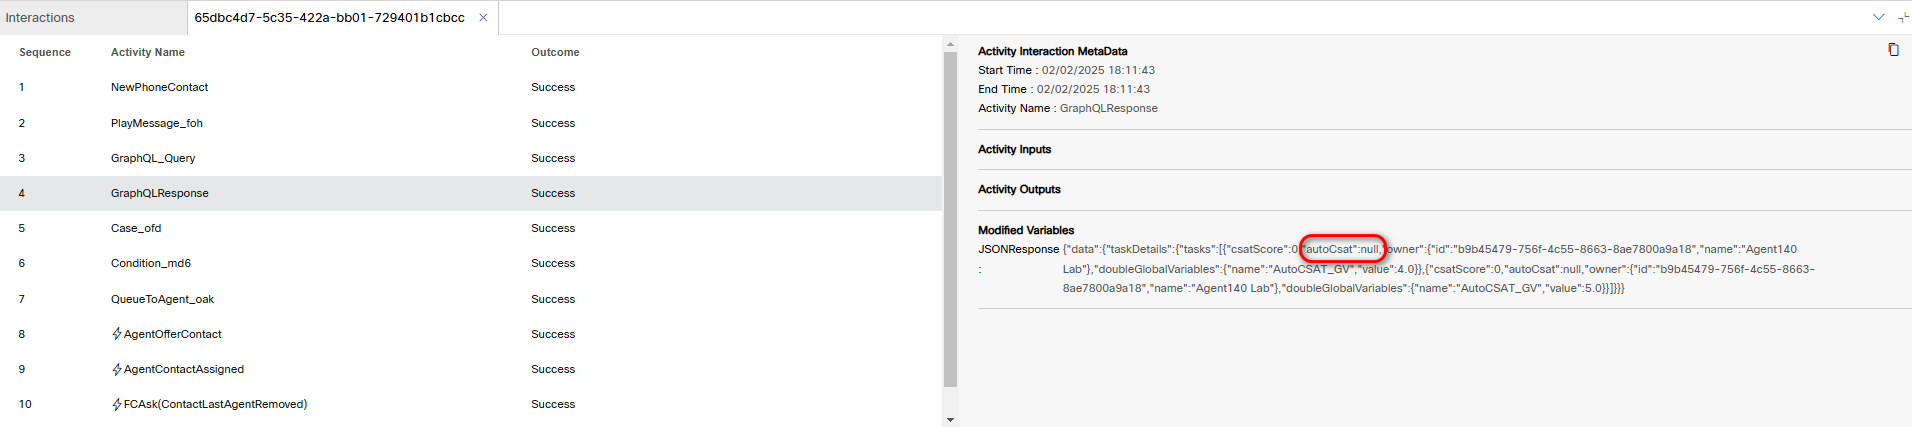 Interactions
65dbc4d7-5c35-422a-bb01-729401b1cbcc
Sequence Activity Name Outcome
1 NewPhoneContact Success
2 PlayMessage_foh Success
3 GraphQL_Query Success
4 GraphQLResponse Success
5 Case_ofd Success
6 Condition_md6 Success
7 QueueToAgent_oak Success
8 AgentOfferContact Success
9 AgentContactAssigned Success
10 FCAsk(ContactLastAgentRemoved) Success
Activity Interaction MetaData
Start Time : 02/02/2025 18:11:43
End Time : 02/02/2025 18:11:43
Activity Name : GraphQLResponse
Activity Inputs
Activity Outputs
Modified Variables
JSONResponse {"data":{"taskDetails":{"tasks":[{"csatScore":0,"autoCsat":null,"owner":{"id":"b9b45479-756f-4c55-8663-8ae7800a9a18","name":"Agent140
: Lab"},"doubleGlobalVariables":{"name":"AutoCSAT_GV","value":4.0}},{"csatScore":0,"autoCsat":null,"owner":{"id":"b9b45479-756f-4c55-8663-
8ae7800a9a18","name":"Agent140 Lab"},"doubleGlobalVariables":{"name":"AutoCSAT_GV","value":5.0}}]}}}